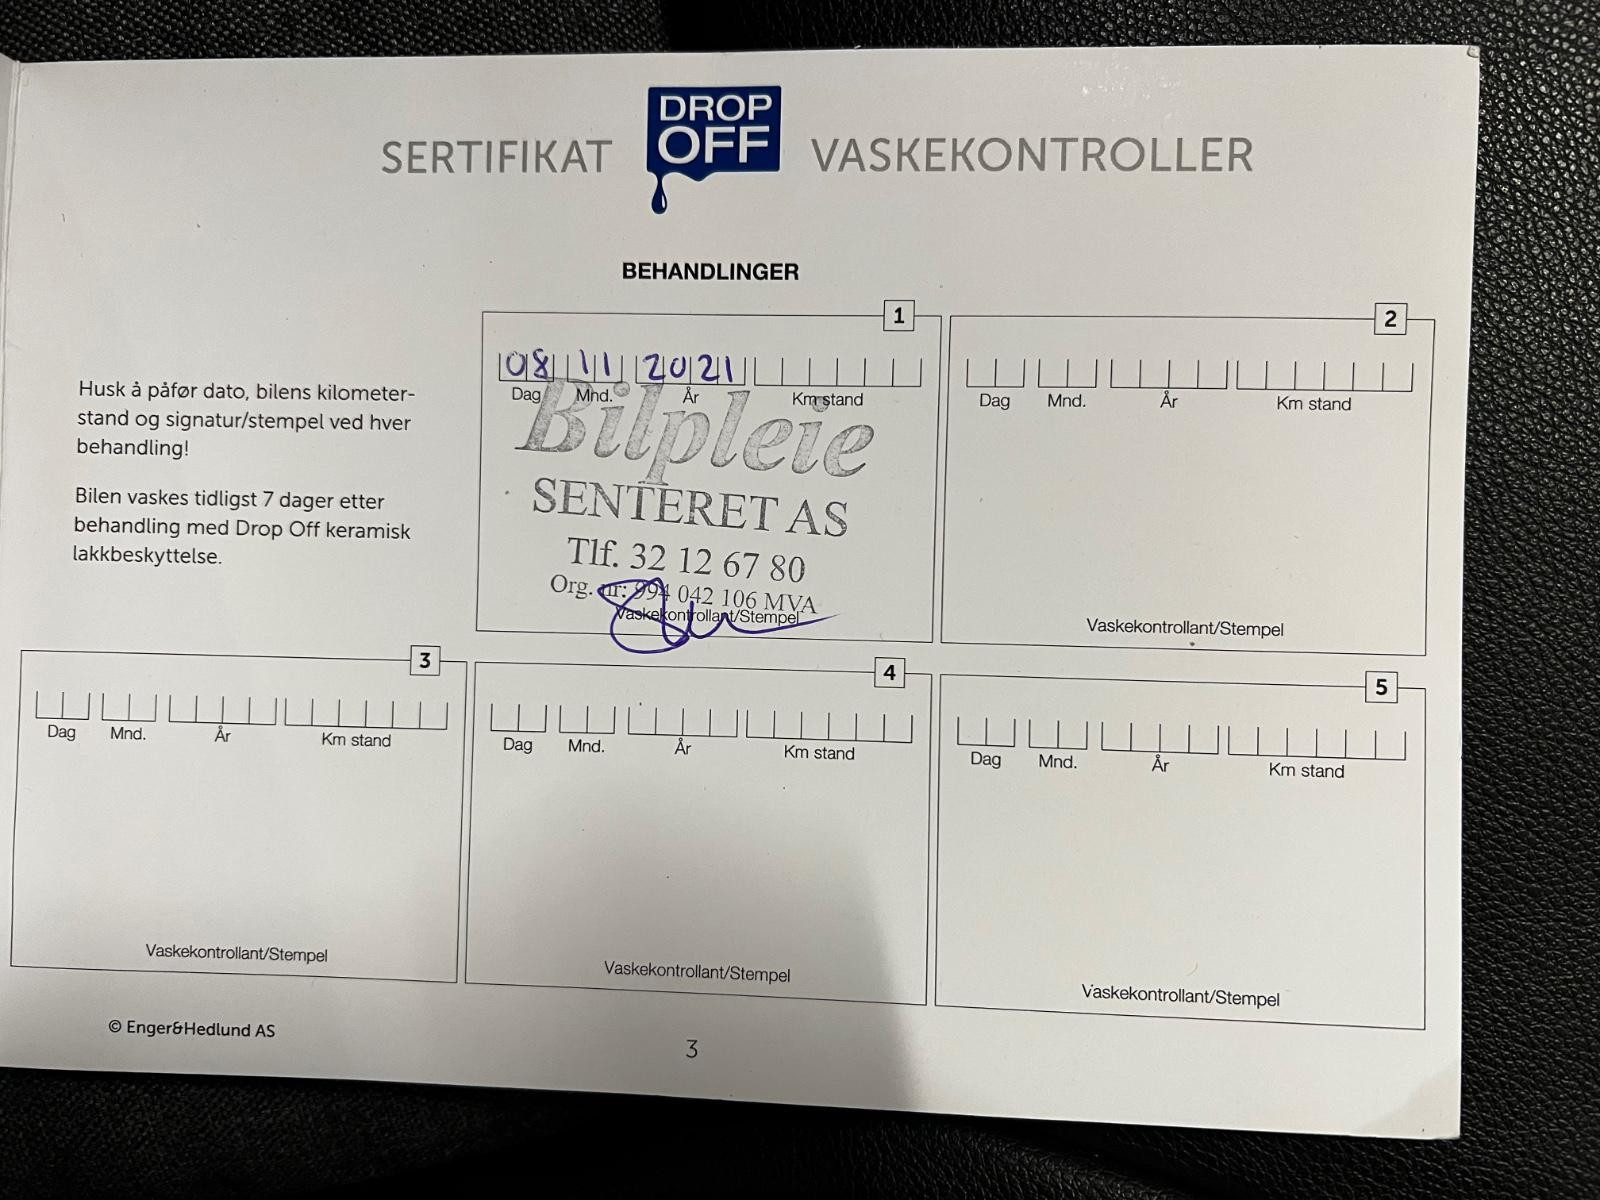 SERTIFIKAT DROP OFF VASKEKONTROLLER
BEHANDLINGER
Husk å påfør dato, bilens kilometer-
stand og signatur/stempel ved hver
behandling!
Bilen vaskes tidligst 7 dager etter
behandling med Drop Off keramisk
lakkbeskyttelse.
1
08 11 2021
Dag Mnd. År Km stand
Bilpleie
SENTERET AS
Tlf. 32 12 67 80
Org. nr: 994 042 106 MVA
Vaskekontrollant/Stempel
2
Dag Mnd. År Km stand
Vaskekontrollant/Stempel
3
Dag Mnd. År Km stand
Vaskekontrollant/Stempel
4
Dag Mnd. År Km stand
Vaskekontrollant/Stempel
5
Dag Mnd. År Km stand
Vaskekontrollant/Stempel
© Enger&Hedlund AS
3